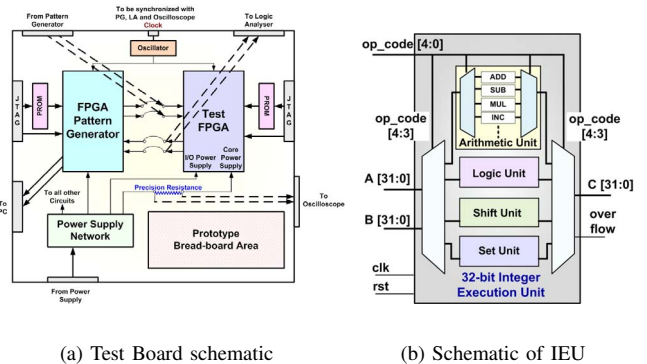 From Pattern
Generator
To be synchronized with
PG, LA and Oscilloscope
Clock
To Logic
Analyser
Oscillator
J
TAG
PROM
FPGA
Pattern
Generator
Test
FPGA
PROM
J
TAG
I/O Power
Supply
Core
Power
Supply
Precision Resistance
To
PC
To all other
Circuits
To
Oscilloscope
Power Supply
Network
Prototype
Bread-board Area
From Power
Supply
(a) Test Board schematic
op_code [4:0]
ADD
SUB
MUL
INC
Arithmetic Unit
op_code
[4:3]
op_code
[4:3]
A [31:0]
B [31:0]
Logic Unit
Shift Unit
Set Unit
C [31:0]
over
flow
clk
rst
32-bit Integer
Execution Unit
(b) Schematic of IEU